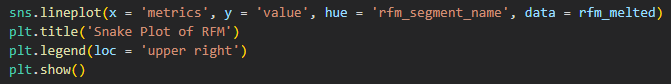 sns.lineplot(x = 'metrics', y = 'value', hue = 'rfm_segment_name', data = rfm_melted)
plt.title('Snake Plot of RFM')
plt.legend(loc = 'upper right')
plt.show()